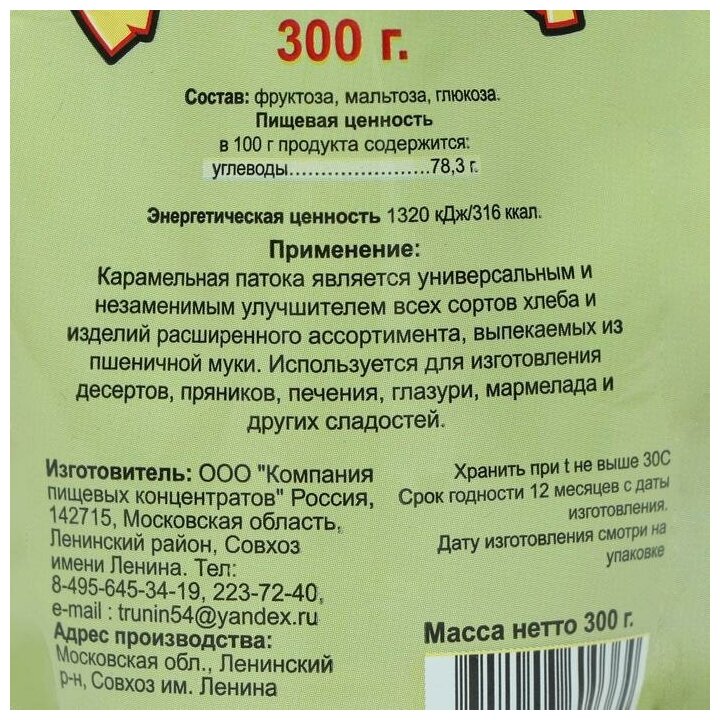 300 г.
Состав: фруктоза, мальтоза, глюкоза.
Пищевая ценность
в 100 г продукта содержится:
углеводы........................78,3 г.
Энергетическая ценность 1320 кДж/316 ккал.
Применение:
Карамельная патока является универсальным и
незаменимым улучшителем всех сортов хлеба и
изделий расширенного ассортимента, выпекаемых из
пшеничной муки. Используется для изготовления
десертов, пряников, печения, глазури, мармелада и
других сладостей.
Изготовитель: ООО "Компания
пищевых концентратов" Россия,
142715, Московская область,
Ленинский район, Совхоз
имени Ленина. Тел:
8-495-645-34-19, 223-72-40,
e-mail : trunin54@yandex.ru
Адрес производства:
Московская обл., Ленинский
р-н, Совхоз им. Ленина
Хранить при t не выше 30С
Срок годности 12 месяцев с даты
изготовления.
Дату изготовления смотри на
упаковке
Масса нетто 300 г.